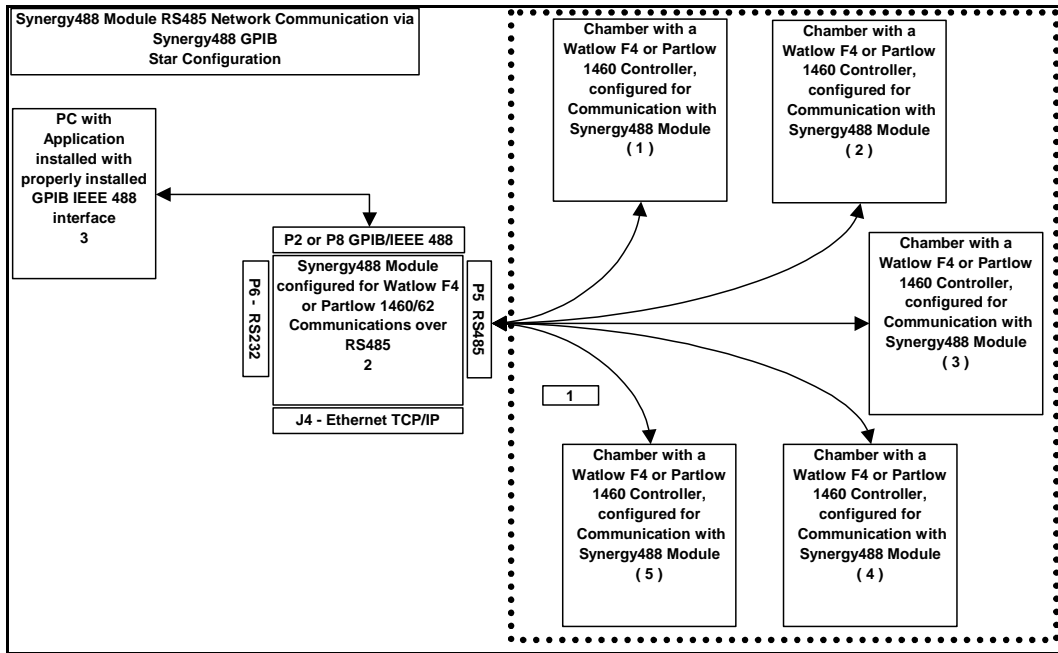 Synergy488 Module RS485 Network Communication via
Synergy488 GPIB
Star Configuration
PC with
Application
installed with
properly installed
GPIB IEEE 488
interface
3
P2 or P8 GPIB/IEEE 488
P6 - RS232
Synergy488 Module
configured for Watlow F4
or Partlow 1460/62
Communications over
RS485
2
P5 RS485
J4 - Ethernet TCP/IP
1
Chamber with a
Watlow F4 or Partlow
1460 Controller,
configured for
Communication with
Synergy488 Module
( 1 )
Chamber with a
Watlow F4 or Partlow
1460 Controller,
configured for
Communication with
Synergy488 Module
( 2 )
Chamber with a
Watlow F4 or Partlow
1460 Controller,
configured for
Communication with
Synergy488 Module
( 3 )
Chamber with a
Watlow F4 or Partlow
1460 Controller,
configured for
Communication with
Synergy488 Module
( 5 )
Chamber with a
Watlow F4 or Partlow
1460 Controller,
configured for
Communication with
Synergy488 Module
( 4 )